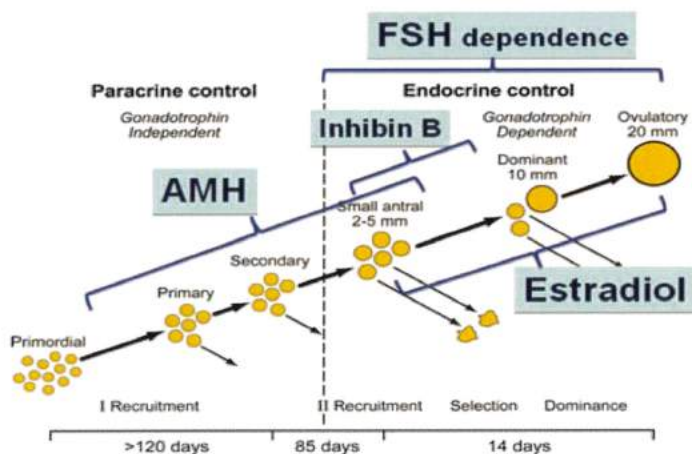 FSH dependence
Paracrine control
Endocrine control
Gonadotrophin
Independent
Inhibin B
Gonadotrophin
Dependent
Ovulatory
20 mm
Dominant
10 mm
AMH
Small antral
2-5 mm
Secondary
Primary
Estradiol
Primordial
I Recruitment
II Recruitment
Selection
Dominance
>120 days
85 days
14 days